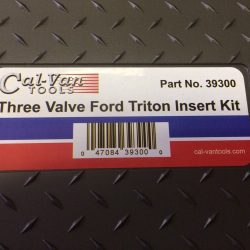 Cal-Van
TOOLS
Part No. 39300
Three Valve Ford Triton Insert Kit
0 47084 39300 0
cal-vantools.com